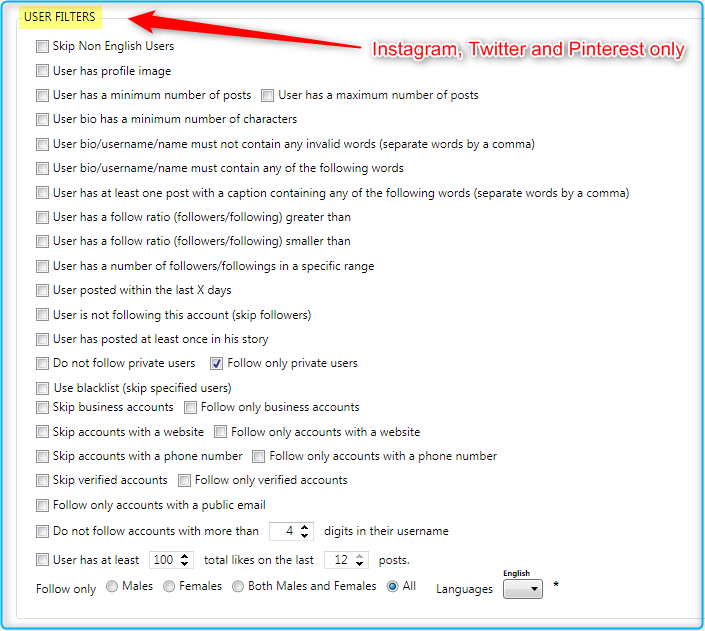 USER FILTERS
Instagram, Twitter and Pinterest only
Skip Non English Users
User has profile image
User has a minimum number of posts User has a maximum number of posts
User bio has a minimum number of characters
User bio/username/name must not contain any invalid words (separate words by a comma)
User bio/username/name must contain any of the following words
User has at least one post with a caption containing any of the following words (separate words by a comma)
User has a follow ratio (followers/following) greater than
User has a follow ratio (followers/following) smaller than
User has a number of followers/followings in a specific range
User posted within the last X days
User is not following this account (skip followers)
User has posted at least once in his story
Do not follow private users Follow only private users
Use blacklist (skip specified users)
Skip business accounts Follow only business accounts
Skip accounts with a website Follow only accounts with a website
Skip accounts with a phone number Follow only accounts with a phone number
Skip verified accounts Follow only verified accounts
Follow only accounts with a public email
Do not follow accounts with more than 4 digits in their username
User has at least 100 total likes on the last 12 posts.
English
Follow only Males Females Both Males and Females All Languages *